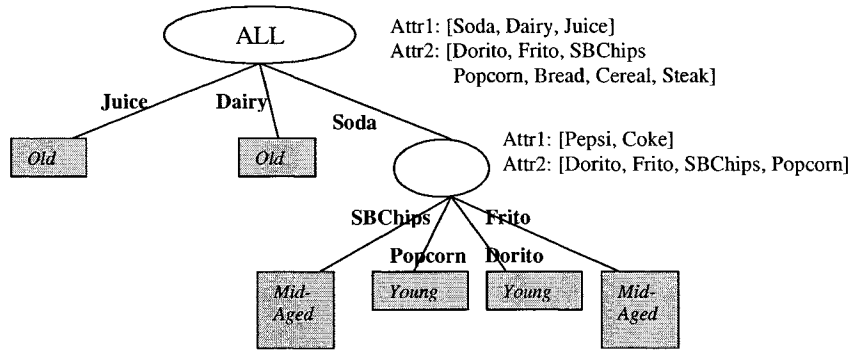 ALL
Attr1: [Soda, Dairy, Juice]
Attr2: [Dorito, Frito, SBChips
Popcorn, Bread, Cereal, Steak]
Juice
Dairy
Soda
Old
Old
Attr1: [Pepsi, Coke]
Attr2: [Dorito, Frito, SBChips, Popcorn]
SBChips
Frito
Popcorn
Dorito
Mid-
Aged
Young
Young
Mid-
Aged